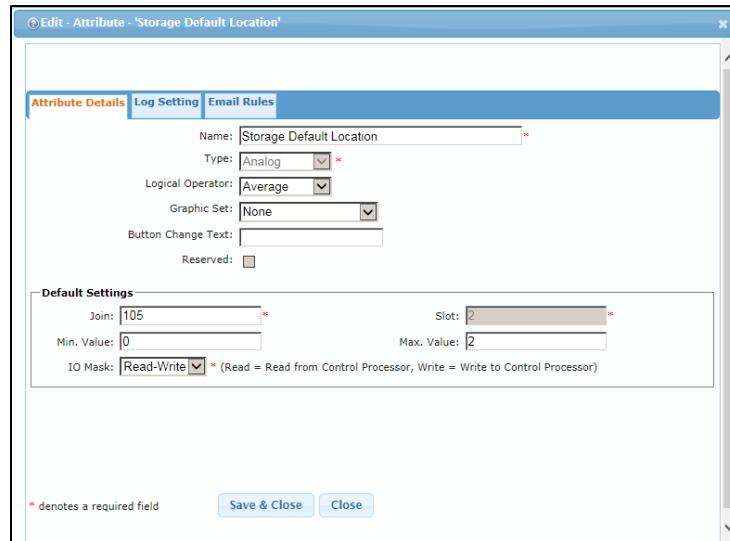 Edit - Attribute - 'Storage Default Location'
Attribute Details Log Setting Email Rules
Name: Storage Default Location *
Type: Analog *
Logical Operator: Average
Graphic Set: None
Button Change Text:
Reserved:
Default Settings
Join: 105 * Slot: 2 *
Min. Value: 0 Max. Value: 2
IO Mask: Read-Write * (Read = Read from Control Processor, Write = Write to Control Processor)
* denotes a required field Save & Close Close